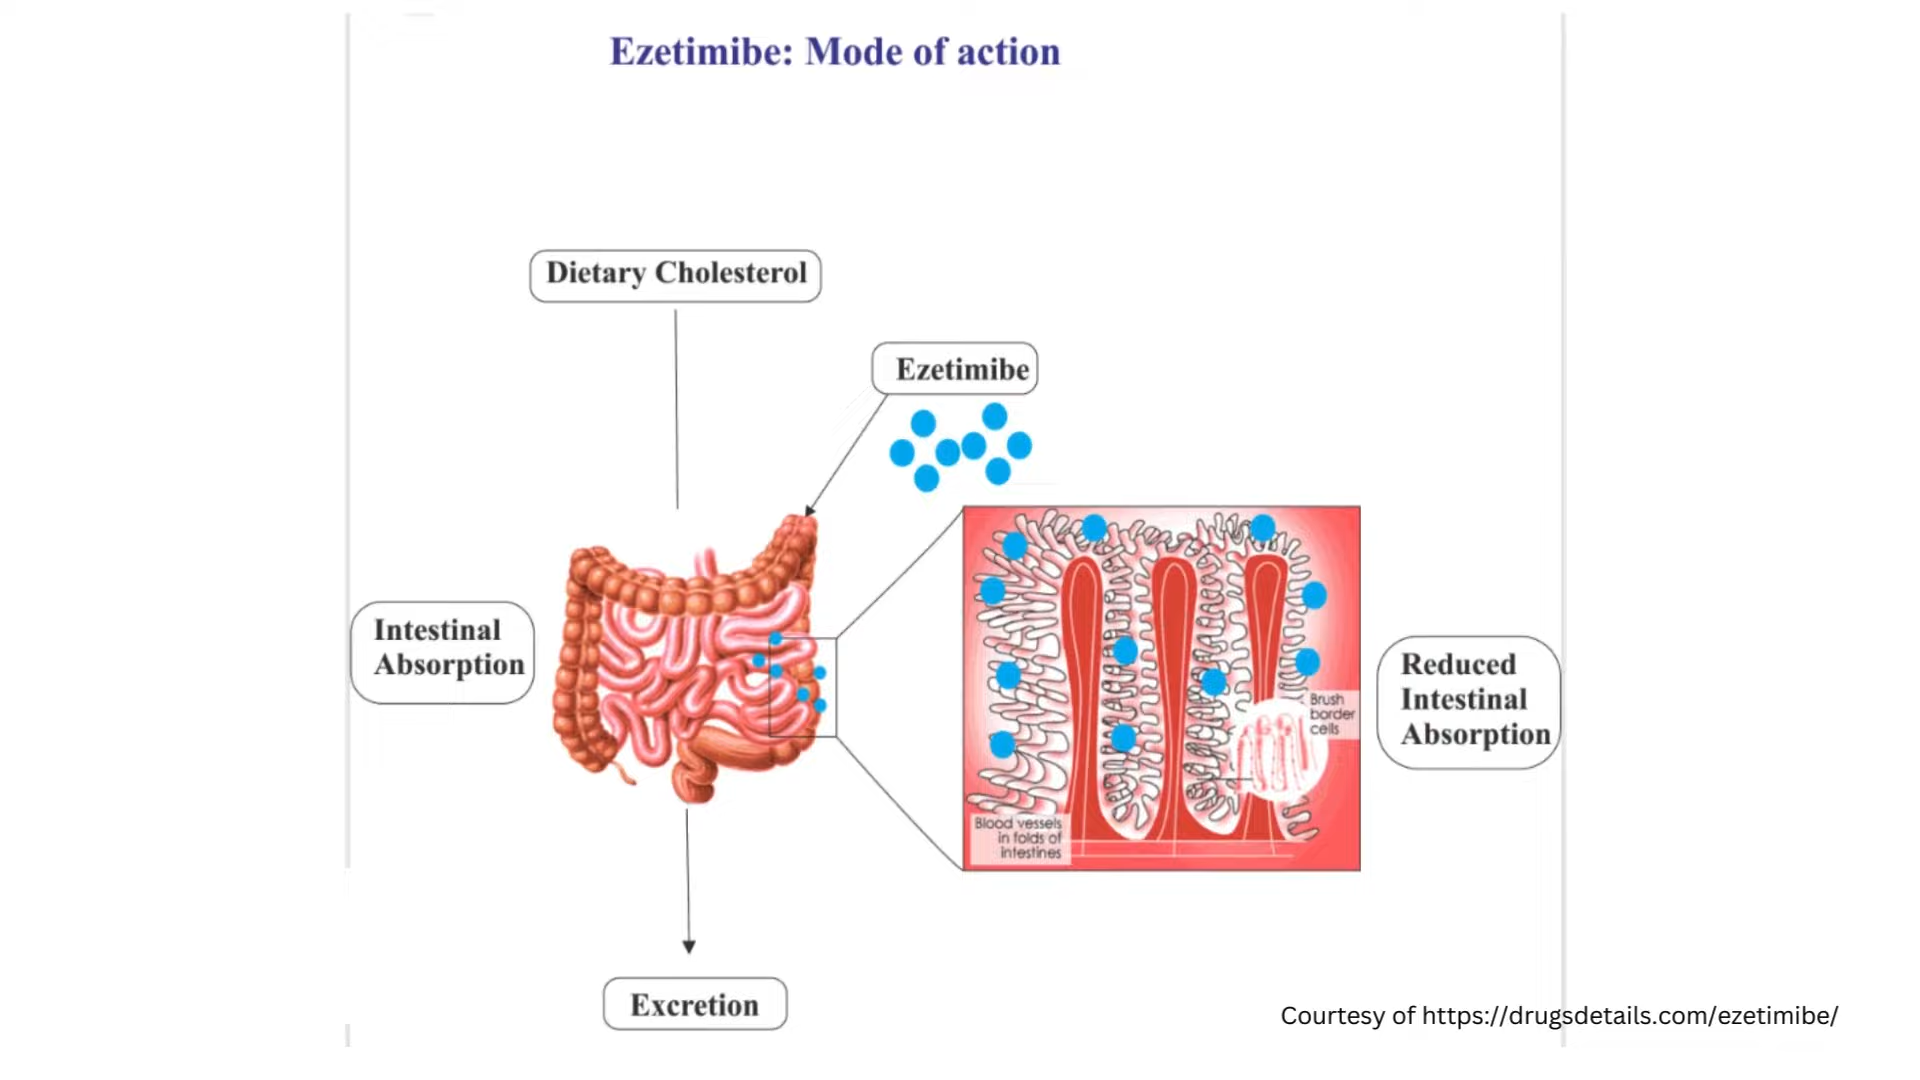 Ezetimibe: Mode of action
Dietary Cholesterol
Ezetimibe
Intestinal
Absorption
Reduced
Intestinal
Absorption
Brush
border
cells
Blood vessels
in folds of
intestines
Excretion
Courtesy of https://drugsdetails.com/ezetimibe/